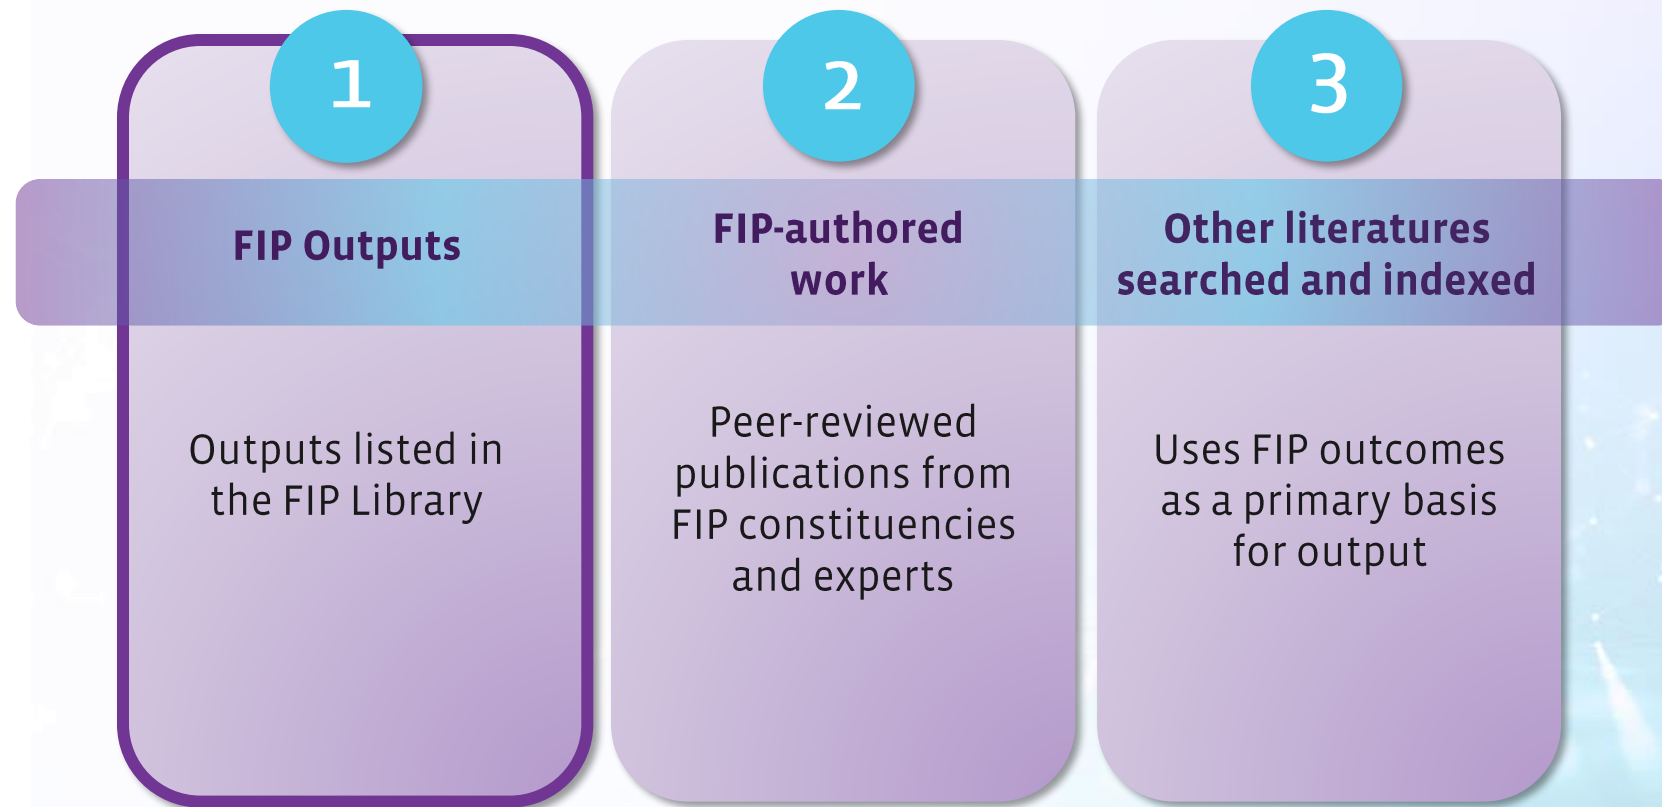 1
FIP Outputs
Outputs listed in
the FIP Library
2
FIP-authored
work
Peer-reviewed
publications from
FIP constituencies
and experts
3
Other literatures
searched and indexed
Uses FIP outcomes
as a primary basis
for output